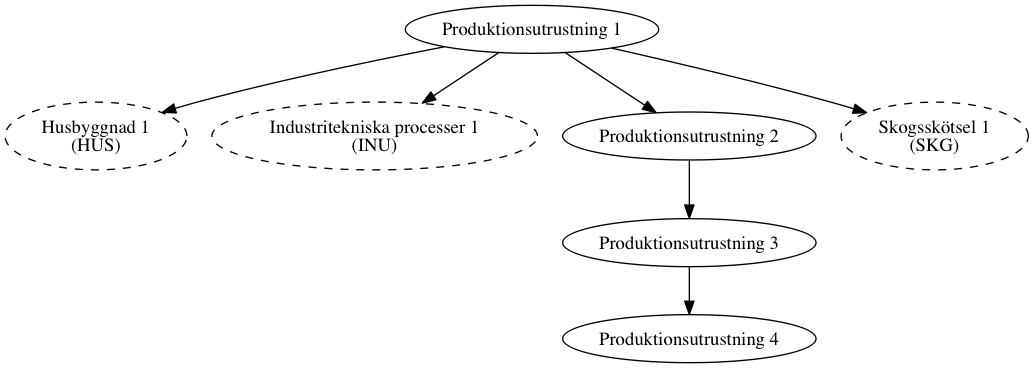 Produktionsutrustning 1
Husbyggnad 1
(HUS)
Industritekniska processer 1
(INU)
Produktionsutrustning 2
Skogsskötsel 1
(SKG)
Produktionsutrustning 3
Produktionsutrustning 4